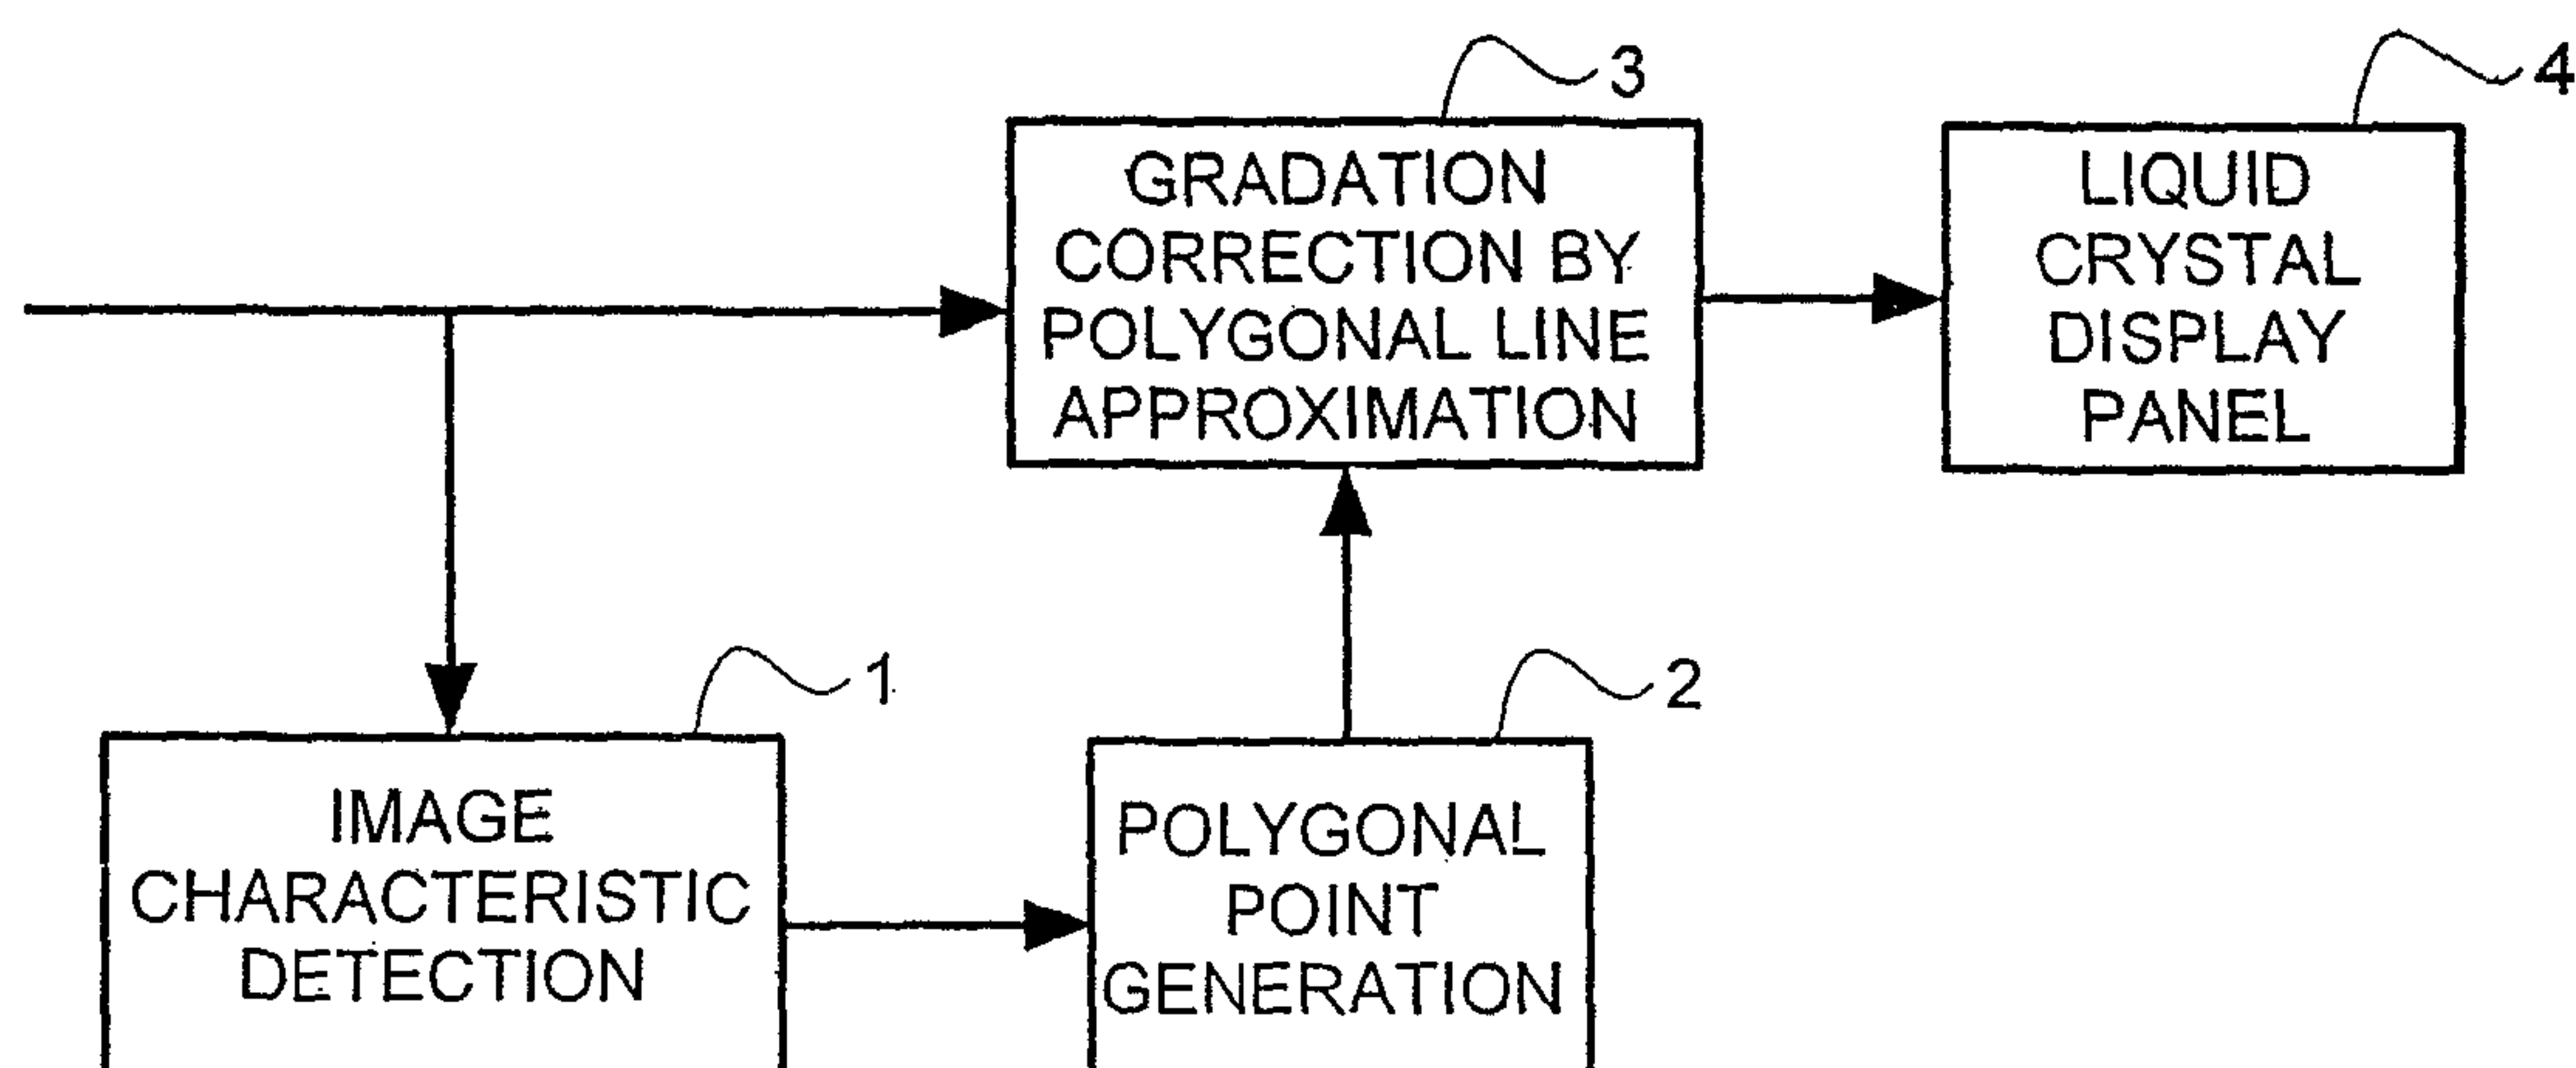 3
GRADATION
CORRECTION BY
POLYGONAL LINE
APPROXIMATION
4
LIQUID
CRYSTAL
DISPLAY
PANEL
1
IMAGE
CHARACTERISTIC
DETECTION
2
POLYGONAL
POINT
GENERATION